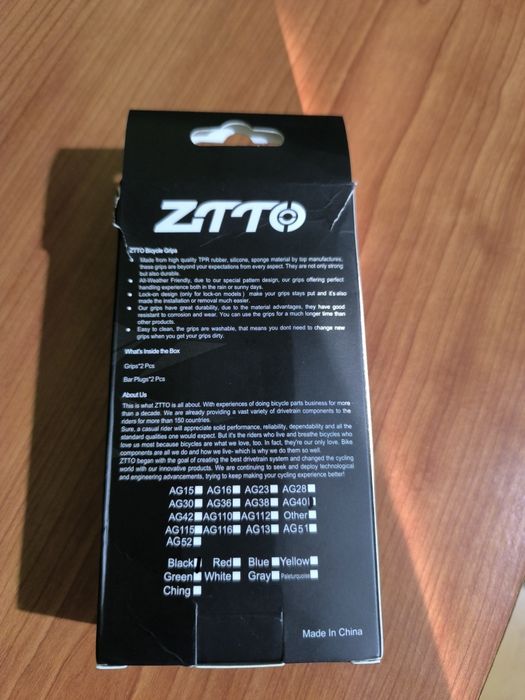 ZTTO
ZTTO Bicycle Grips
Made from high quality TPR rubber, silicone, sponge material by top manufactures,
these grips are beyond your expectations from every aspect. They are not only strong
but also durable.
All-Weather Friendly, due to our special pattern design, our grips offering perfect
handling experience both in the rain or sunny days.
Lock-on design (only for lock-on models) make your grips stays put and it's also
made the installation or removal much easier.
Our grips have great durability, due to the material advantages, they have good
resistant to corrosion and wear. You can use the grips for a much longer time than
other products.
Easy to clean, the grips are washable, that means you dont need to change new
grips when you get your grips dirty.
What's Inside the Box
Grips*2 Pcs
Bar Plugs*2 Pcs
About Us
This is what ZTTO is all about. With experiences of doing bicycle parts business for more
than a decade. We are already providing a vast variety of drivetrain components to the
riders for more than 150 countries.
Sure, a casual rider will appreciate solid performance, reliability, dependability and all the
standard qualities one would expect. But it's the riders who live and breathe bicycles who
love us most because bicycles are what we love, too. In fact, they're our only love. Bike
components are all we do and how we live- which is why we do them so well.
ZTTO began with the goal of creating the best drivetrain system and changed the cycling
world with our innovative products. We are continuing to seek and deploy technological
and engineering advancements, trying to keep making your cycling experience better!
AG15 AG16 AG23 AG28
AG30 AG36 AG38 AG40
AG42 AG110 AG112 Other
AG115 AG116 AG13 AG51
AG52
Black Red Blue Yellow
Green White Gray Paleturquoise
Ching
Made In China